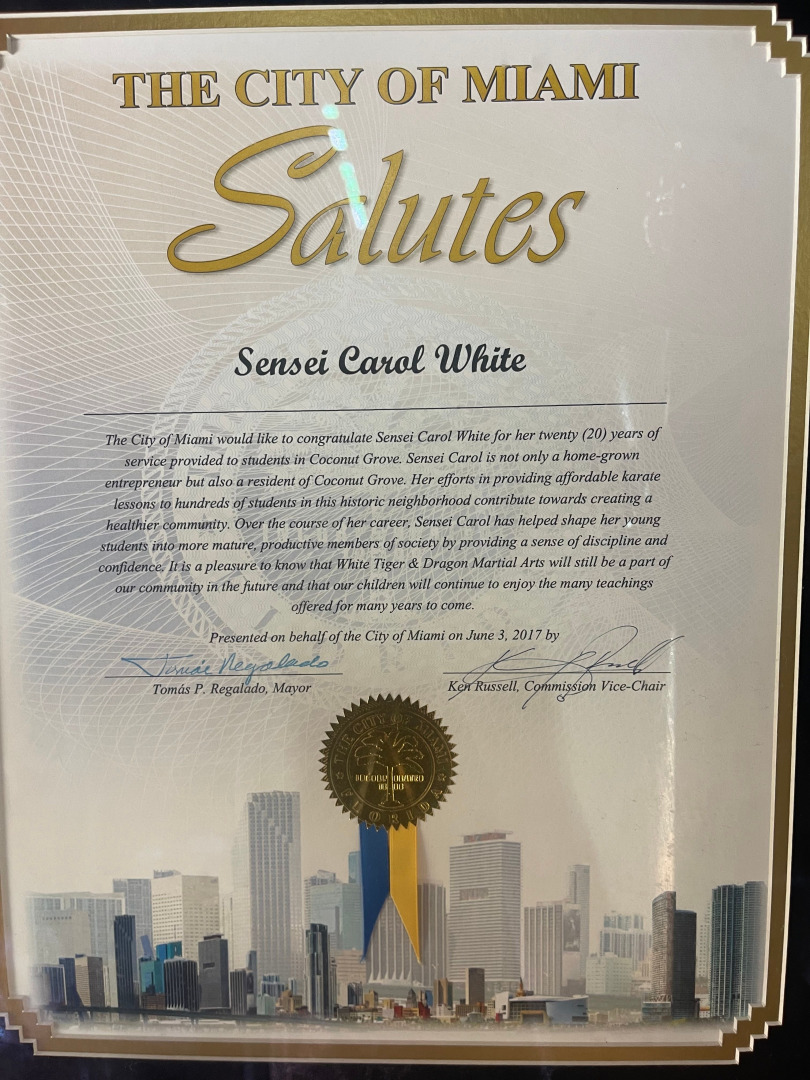 THE CITY OF MIAMI
Salutes
Sensei Carol White
The City of Miami would like to congratulate Sensei Carol White for her twenty (20) years of
service provided to students in Coconut Grove. Sensei Carol is not only a home-grown
entrepreneur but also a resident of Coconut Grove. Her efforts in providing affordable karate
lessons to hundreds of students in this historic neighborhood contribute towards creating a
healthier community. Over the course of her career, Sensei Carol has helped shape her young
students into more mature, productive members of society by providing a sense of discipline and
confidence. It is a pleasure to know that White Tiger & Dragon Martial Arts will still be a part of
our community in the future and that our children will continue to enjoy the many teachings
offered for many years to come.
Presented on behalf of the City of Miami on June 3, 2017 by
Tomás Regalado
Tomás P. Regalado, Mayor
Ken Russell, Commission Vice-Chair
THE CITY OF MIAMI
FLORIDA